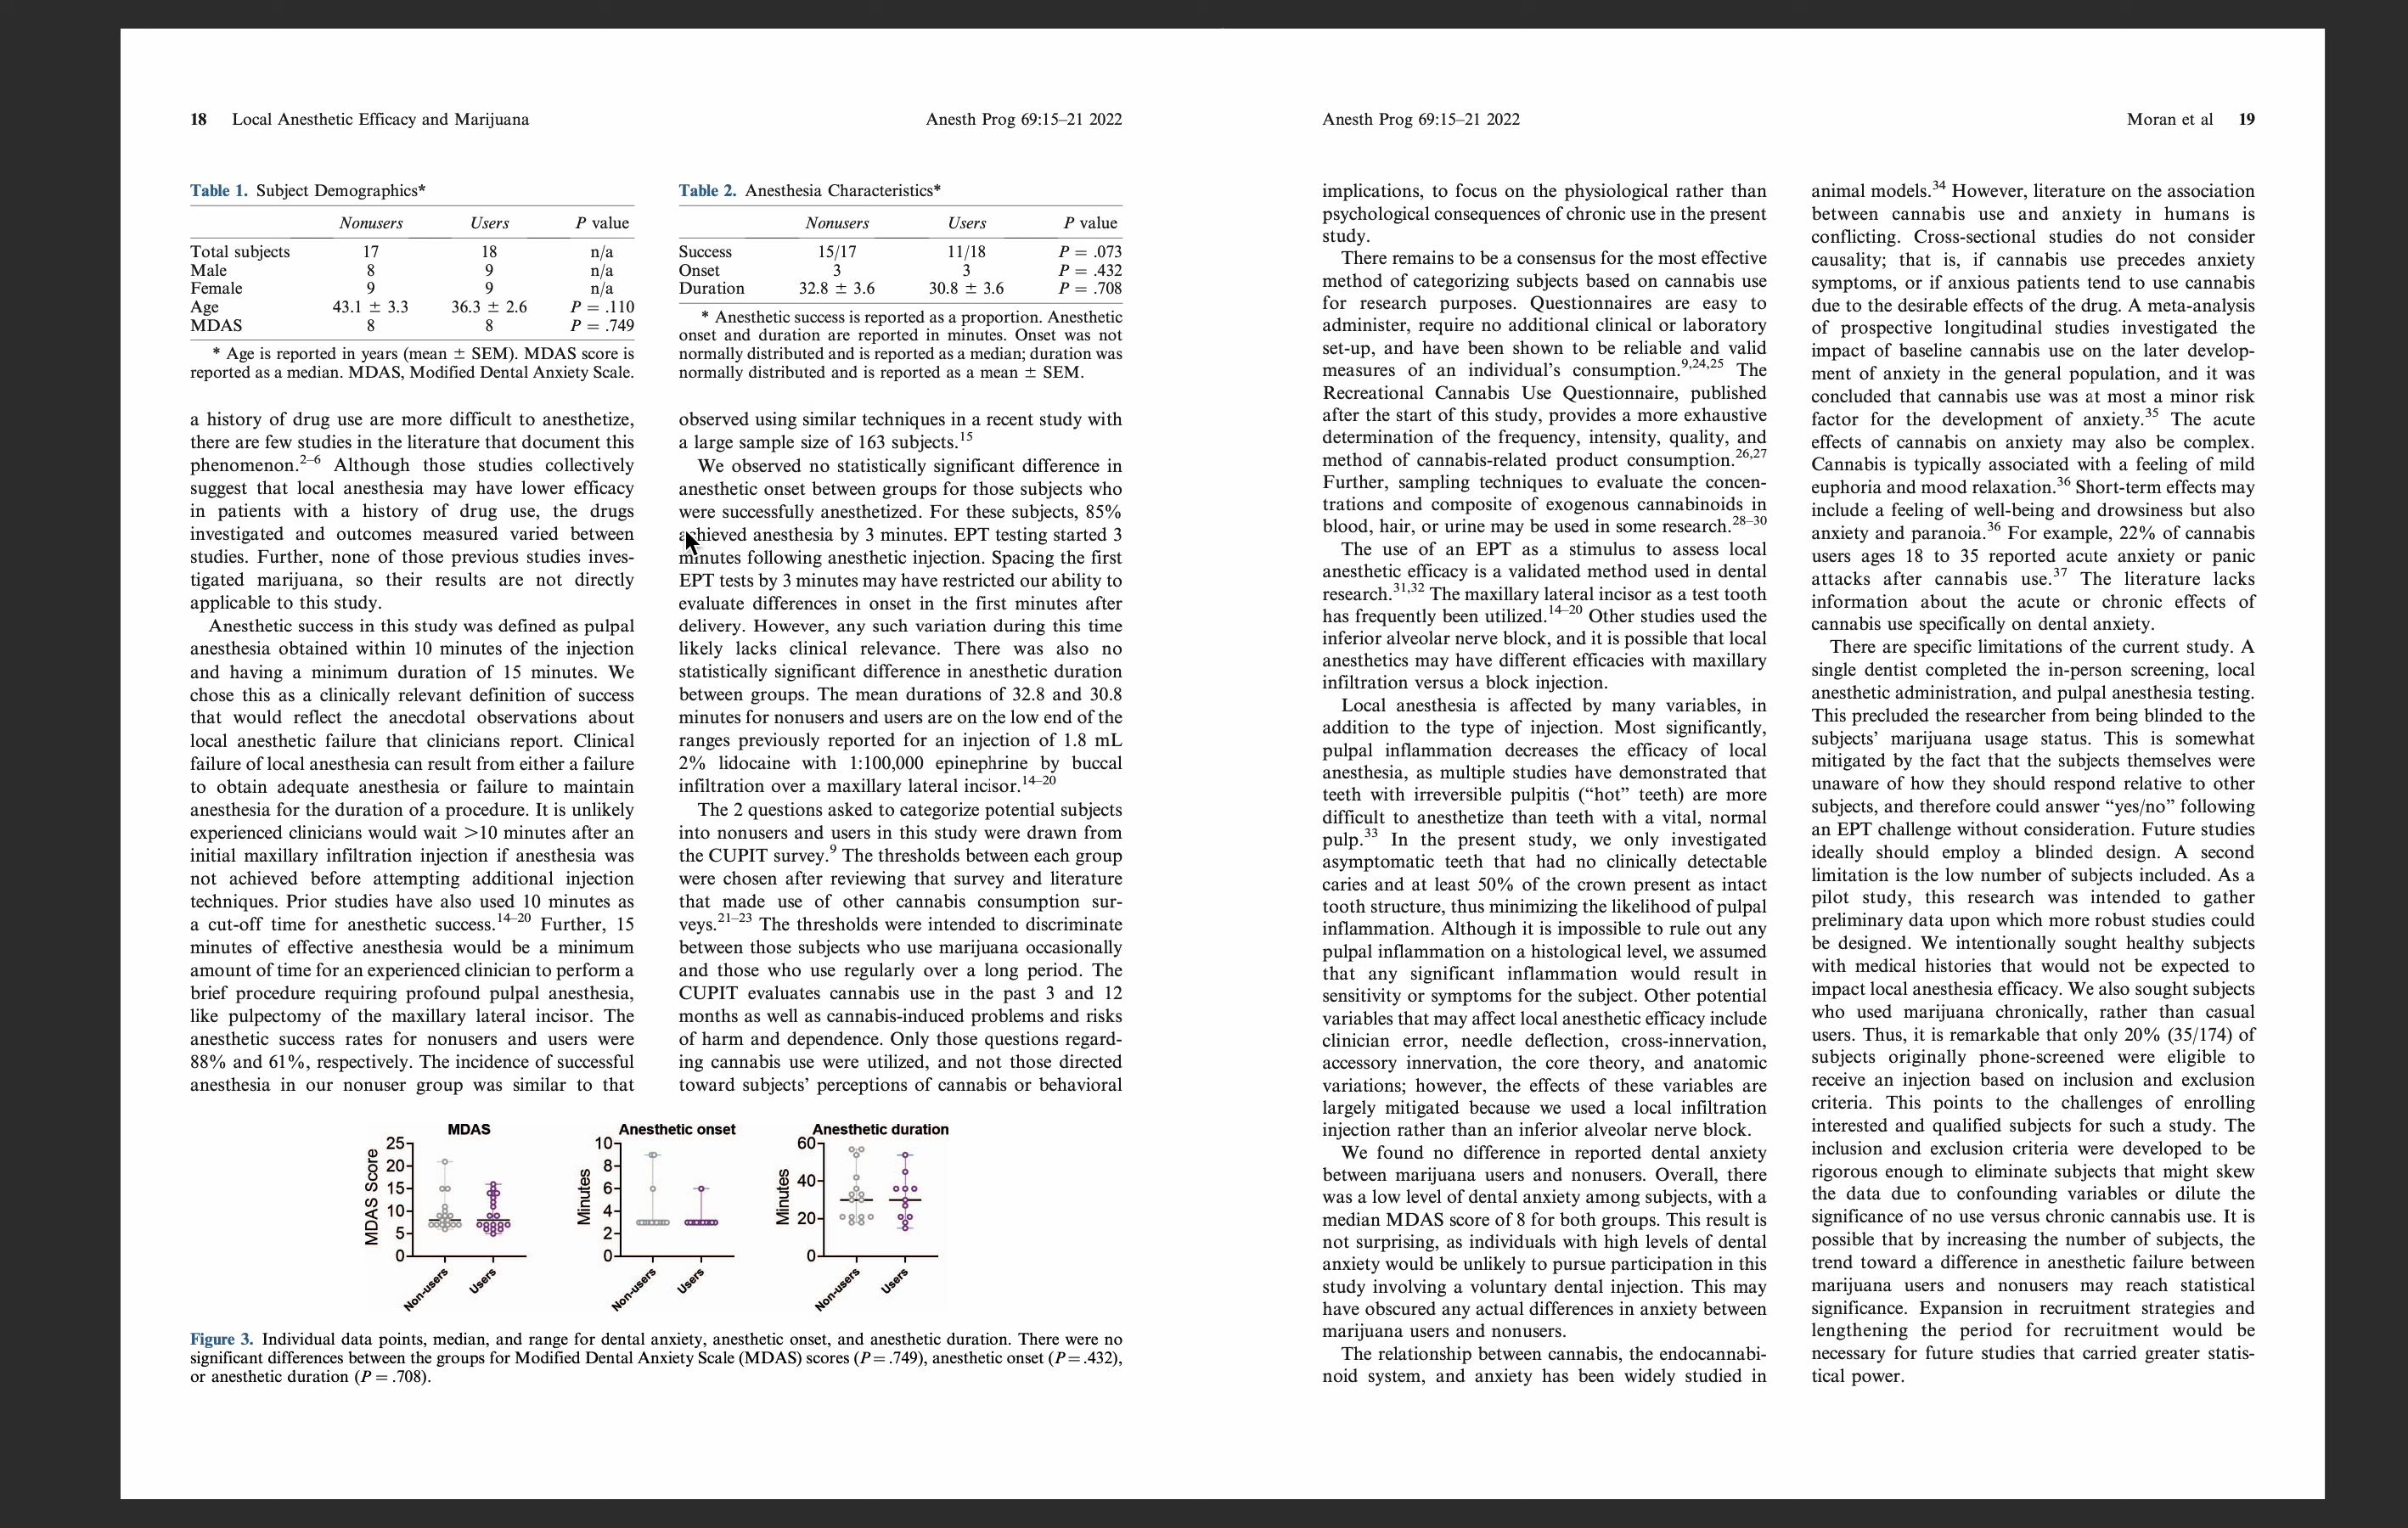 18 Local Anesthetic Efficacy and Marijuana
Anesth Prog 69:15–21 2022
Table 1. Subject Demographics*
Nonusers Users P value
Total subjects 17 18 n/a
Male 8 9 n/a
Female 9 9 n/a
Age 43.1 ± 3.3 36.3 ± 2.6 P = .110
MDAS 8 8 P = .749
* Age is reported in years (mean ± SEM). MDAS score is
reported as a median. MDAS, Modified Dental Anxiety Scale.
a history of drug use are more difficult to anesthetize,
there are few studies in the literature that document this
phenomenon.2–6 Although those studies collectively
suggest that local anesthesia may have lower efficacy
in patients with a history of drug use, the drugs
investigated and outcomes measured varied between
studies. Further, none of those previous studies inves-
tigated marijuana, so their results are not directly
applicable to this study.
Anesthetic success in this study was defined as pulpal
anesthesia obtained within 10 minutes of the injection
and having a minimum duration of 15 minutes. We
chose this as a clinically relevant definition of success
that would reflect the anecdotal observations about
local anesthetic failure that clinicians report. Clinical
failure of local anesthesia can result from either a failure
to obtain adequate anesthesia or failure to maintain
anesthesia for the duration of a procedure. It is unlikely
experienced clinicians would wait >10 minutes after an
initial maxillary infiltration injection if anesthesia was
not achieved before attempting additional injection
techniques. Prior studies have also used 10 minutes as
a cut-off time for anesthetic success.14–20 Further, 15
minutes of effective anesthesia would be a minimum
amount of time for an experienced clinician to perform a
brief procedure requiring profound pulpal anesthesia,
like pulpectomy of the maxillary lateral incisor. The
anesthetic success rates for nonusers and users were
88% and 61%, respectively. The incidence of successful
anesthesia in our nonuser group was similar to that
Table 2. Anesthesia Characteristics*
Nonusers Users P value
Success 15/17 11/18 P = .073
Onset 3 3 P = .432
Duration 32.8 ± 3.6 30.8 ± 3.6 P = .708
* Anesthetic success is reported as a proportion. Anesthetic
onset and duration are reported in minutes. Onset was not
normally distributed and is reported as a median; duration was
normally distributed and is reported as a mean ± SEM.
observed using similar techniques in a recent study with
a large sample size of 163 subjects.15
We observed no statistically significant difference in
anesthetic onset between groups for those subjects who
were successfully anesthetized. For these subjects, 85%
achieved anesthesia by 3 minutes. EPT testing started 3
minutes following anesthetic injection. Spacing the first
EPT tests by 3 minutes may have restricted our ability to
evaluate differences in onset in the first minutes after
delivery. However, any such variation during this time
likely lacks clinical relevance. There was also no
statistically significant difference in anesthetic duration
between groups. The mean durations of 32.8 and 30.8
minutes for nonusers and users are on the low end of the
ranges previously reported for an injection of 1.8 mL
2% lidocaine with 1:100,000 epinephrine by buccal
infiltration over a maxillary lateral incisor.14–20
The 2 questions asked to categorize potential subjects
into nonusers and users in this study were drawn from
the CUPIT survey.9 The thresholds between each group
were chosen after reviewing that survey and literature
that made use of other cannabis consumption sur-
veys.21–23 The thresholds were intended to discriminate
between those subjects who use marijuana occasionally
and those who use regularly over a long period. The
CUPIT evaluates cannabis use in the past 3 and 12
months as well as cannabis-induced problems and risks
of harm and dependence. Only those questions regard-
ing cannabis use were utilized, and not those directed
toward subjects' perceptions of cannabis or behavioral
MDAS
MDAS Score
25
20
15
10
5
0
Non-users
Users
Anesthetic onset
Minutes
10
8
6
4
2
0
Non-users
Users
Anesthetic duration
Minutes
60
40
20
0
Non-users
Users
Figure 3. Individual data points, median, and range for dental anxiety, anesthetic onset, and anesthetic duration. There were no
significant differences between the groups for Modified Dental Anxiety Scale (MDAS) scores (P = .749), anesthetic onset (P = .432),
or anesthetic duration (P = .708).
Anesth Prog 69:15–21 2022
Moran et al 19
implications, to focus on the physiological rather than
psychological consequences of chronic use in the present
study.
There remains to be a consensus for the most effective
method of categorizing subjects based on cannabis use
for research purposes. Questionnaires are easy to
administer, require no additional clinical or laboratory
set-up, and have been shown to be reliable and valid
measures of an individual's consumption.9,24,25 The
Recreational Cannabis Use Questionnaire, published
after the start of this study, provides a more exhaustive
determination of the frequency, intensity, quality, and
method of cannabis-related product consumption.26,27
Further, sampling techniques to evaluate the concen-
trations and composite of exogenous cannabinoids in
blood, hair, or urine may be used in some research.28–30
The use of an EPT as a stimulus to assess local
anesthetic efficacy is a validated method used in dental
research.31,32 The maxillary lateral incisor as a test tooth
has frequently been utilized.14–20 Other studies used the
inferior alveolar nerve block, and it is possible that local
anesthetics may have different efficacies with maxillary
infiltration versus a block injection.
Local anesthesia is affected by many variables, in
addition to the type of injection. Most significantly,
pulpal inflammation decreases the efficacy of local
anesthesia, as multiple studies have demonstrated that
teeth with irreversible pulpitis (“hot” teeth) are more
difficult to anesthetize than teeth with a vital, normal
pulp.33 In the present study, we only investigated
asymptomatic teeth that had no clinically detectable
caries and at least 50% of the crown present as intact
tooth structure, thus minimizing the likelihood of pulpal
inflammation. Although it is impossible to rule out any
pulpal inflammation on a histological level, we assumed
that any significant inflammation would result in
sensitivity or symptoms for the subject. Other potential
variables that may affect local anesthetic efficacy include
clinician error, needle deflection, cross-innervation,
accessory innervation, the core theory, and anatomic
variations; however, the effects of these variables are
largely mitigated because we used a local infiltration
injection rather than an inferior alveolar nerve block.
We found no difference in reported dental anxiety
between marijuana users and nonusers. Overall, there
was a low level of dental anxiety among subjects, with a
median MDAS score of 8 for both groups. This result is
not surprising, as individuals with high levels of dental
anxiety would be unlikely to pursue participation in this
study involving a voluntary dental injection. This may
have obscured any actual differences in anxiety between
marijuana users and nonusers.
The relationship between cannabis, the endocannabi-
noid system, and anxiety has been widely studied in
animal models.34 However, literature on the association
between cannabis use and anxiety in humans is
conflicting. Cross-sectional studies do not consider
causality; that is, if cannabis use precedes anxiety
symptoms, or if anxious patients tend to use cannabis
due to the desirable effects of the drug. A meta-analysis
of prospective longitudinal studies investigated the
impact of baseline cannabis use on the later develop-
ment of anxiety in the general population, and it was
concluded that cannabis use was at most a minor risk
factor for the development of anxiety.35 The acute
effects of cannabis on anxiety may also be complex.
Cannabis is typically associated with a feeling of mild
euphoria and mood relaxation.36 Short-term effects may
include a feeling of well-being and drowsiness but also
anxiety and paranoia.36 For example, 22% of cannabis
users ages 18 to 35 reported acute anxiety or panic
attacks after cannabis use.37 The literature lacks
information about the acute or chronic effects of
cannabis use specifically on dental anxiety.
There are specific limitations of the current study. A
single dentist completed the in-person screening, local
anesthetic administration, and pulpal anesthesia testing.
This precluded the researcher from being blinded to the
subjects' marijuana usage status. This is somewhat
mitigated by the fact that the subjects themselves were
unaware of how they should respond relative to other
subjects, and therefore could answer “yes/no” following
an EPT challenge without consideration. Future studies
ideally should employ a blinded design. A second
limitation is the low number of subjects included. As a
pilot study, this research was intended to gather
preliminary data upon which more robust studies could
be designed. We intentionally sought healthy subjects
with medical histories that would not be expected to
impact local anesthesia efficacy. We also sought subjects
who used marijuana chronically, rather than casual
users. Thus, it is remarkable that only 20% (35/174) of
subjects originally phone-screened were eligible to
receive an injection based on inclusion and exclusion
criteria. This points to the challenges of enrolling
interested and qualified subjects for such a study. The
inclusion and exclusion criteria were developed to be
rigorous enough to eliminate subjects that might skew
the data due to confounding variables or dilute the
significance of no use versus chronic cannabis use. It is
possible that by increasing the number of subjects, the
trend toward a difference in anesthetic failure between
marijuana users and nonusers may reach statistical
significance. Expansion in recruitment strategies and
lengthening the period for recruitment would be
necessary for future studies that carried greater statis-
tical power.